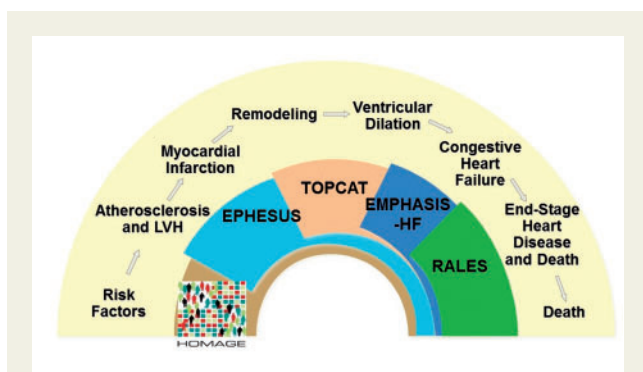 Risk
Factors
Atherosclerosis
and LVH
Myocardial
Infarction
Remodeling
Ventricular
Dilation
Congestive
Heart
Failure
End-Stage
Heart
Disease
and Death
Death
HOMAGE
EPHESUS
TOPCAT
EMPHASIS
-HF
RALES